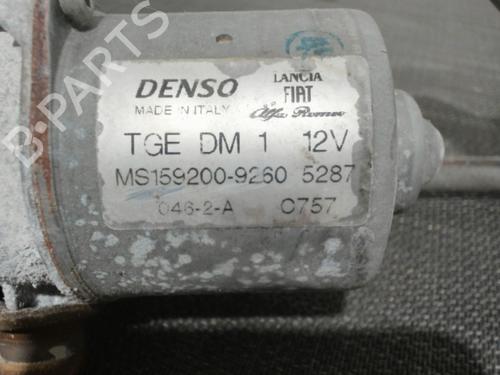 B-PARTS
DENSO
LANCIA
MADE IN ITALY
FIAT
Alfa Romeo
TGE DM 1 12V
MS159200-9260 5287
046-2-A C757